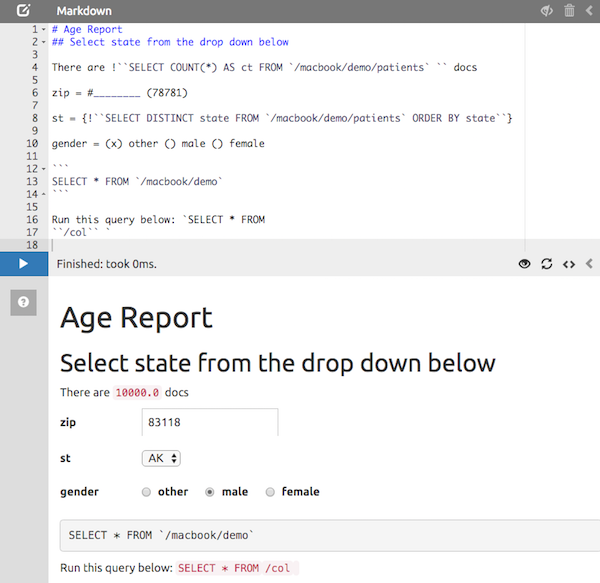 Markdown
1 # Age Report
2 ## Select state from the drop down below
3
4 There are !``SELECT COUNT(*) AS ct FROM `/macbook/demo/patients` `` docs
5
6 zip = #________ (78781)
7
8 st = {!``SELECT DISTINCT state FROM `/macbook/demo/patients` ORDER BY state``}
9
10 gender = (x) other () male () female
11
12 ```
13 SELECT * FROM `/macbook/demo`
14 ```
15
16 Run this query below: `SELECT * FROM
17 ``/col`` `
18
Finished: took 0ms.
Age Report
Select state from the drop down below
There are 10000.0 docs
zip 83118
st AK
gender other male female
SELECT * FROM `/macbook/demo`
Run this query below: SELECT * FROM /col